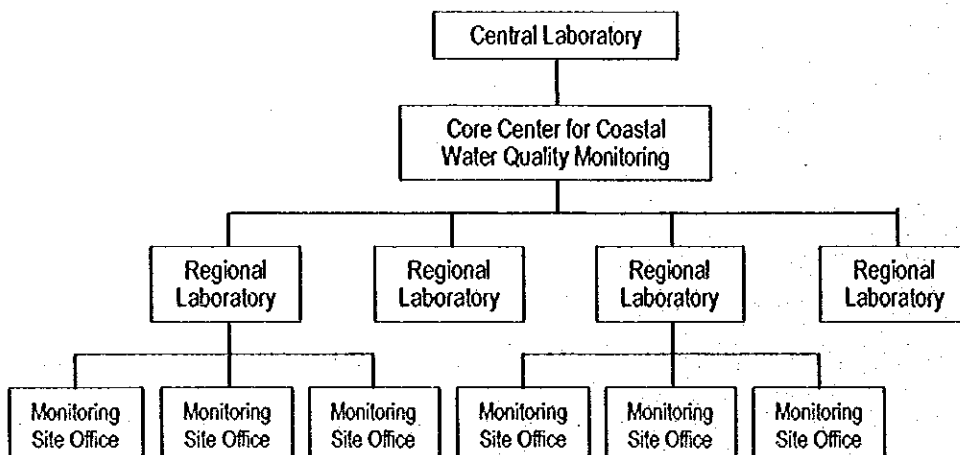 Central Laboratory
Core Center for Coastal
Water Quality Monitoring
Regional
Laboratory
Regional
Laboratory
Regional
Laboratory
Regional
Laboratory
Monitoring
Site Office
Monitoring
Site Office
Monitoring
Site Office
Monitoring
Site Office
Monitoring
Site Office
Monitoring
Site Office